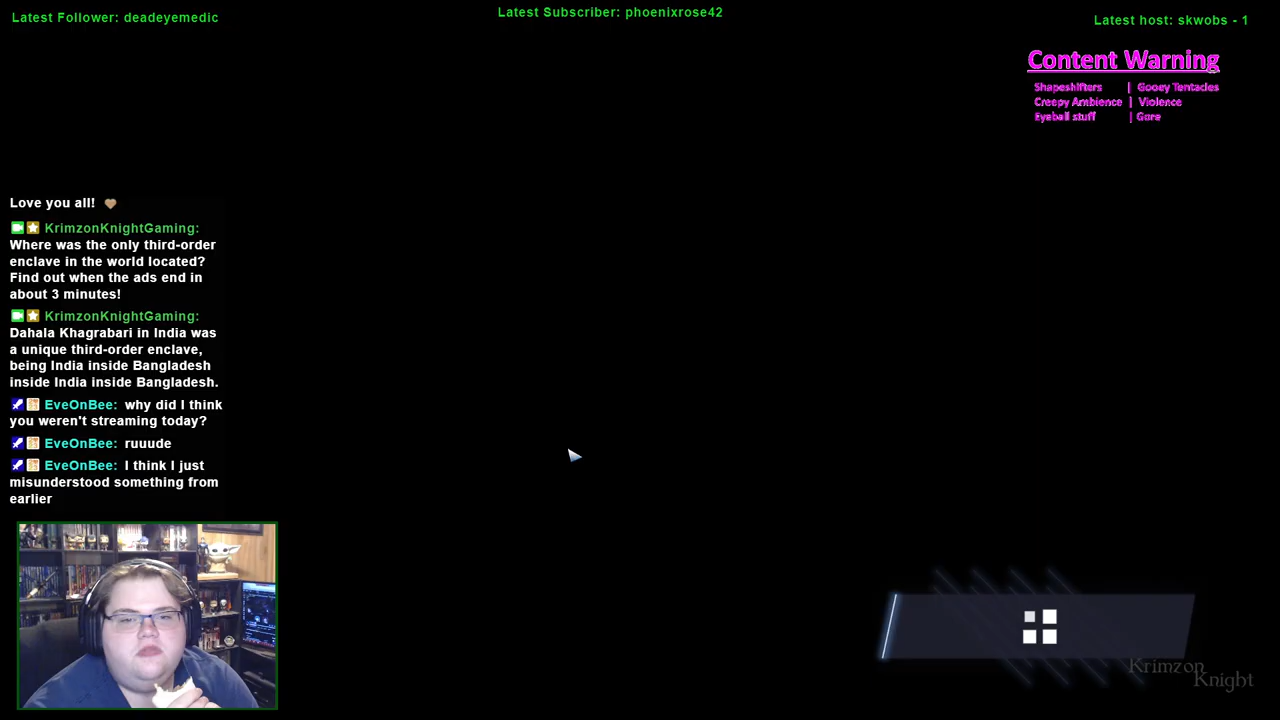 Latest Follower: deadeyemedic
Latest Subscriber: phoenixrose42
Latest host: skwobs - 1
Content Warning
Shapeshifters | Gooey Tentacles
Creepy Ambience | Violence
Eyeball stuff | Gore
Love you all!
KrimzonKnightGaming:
Where was the only third-order
enclave in the world located?
Find out when the ads end in
about 3 minutes!
KrimzonKnightGaming:
Dahala Khagrabari in India was
a unique third-order enclave,
being India inside Bangladesh
inside India inside Bangladesh.
EveOnBee: why did I think
you weren't streaming today?
EveOnBee: ruuude
EveOnBee: I think I just
misunderstood something from
earlier
Krimzon
Knight